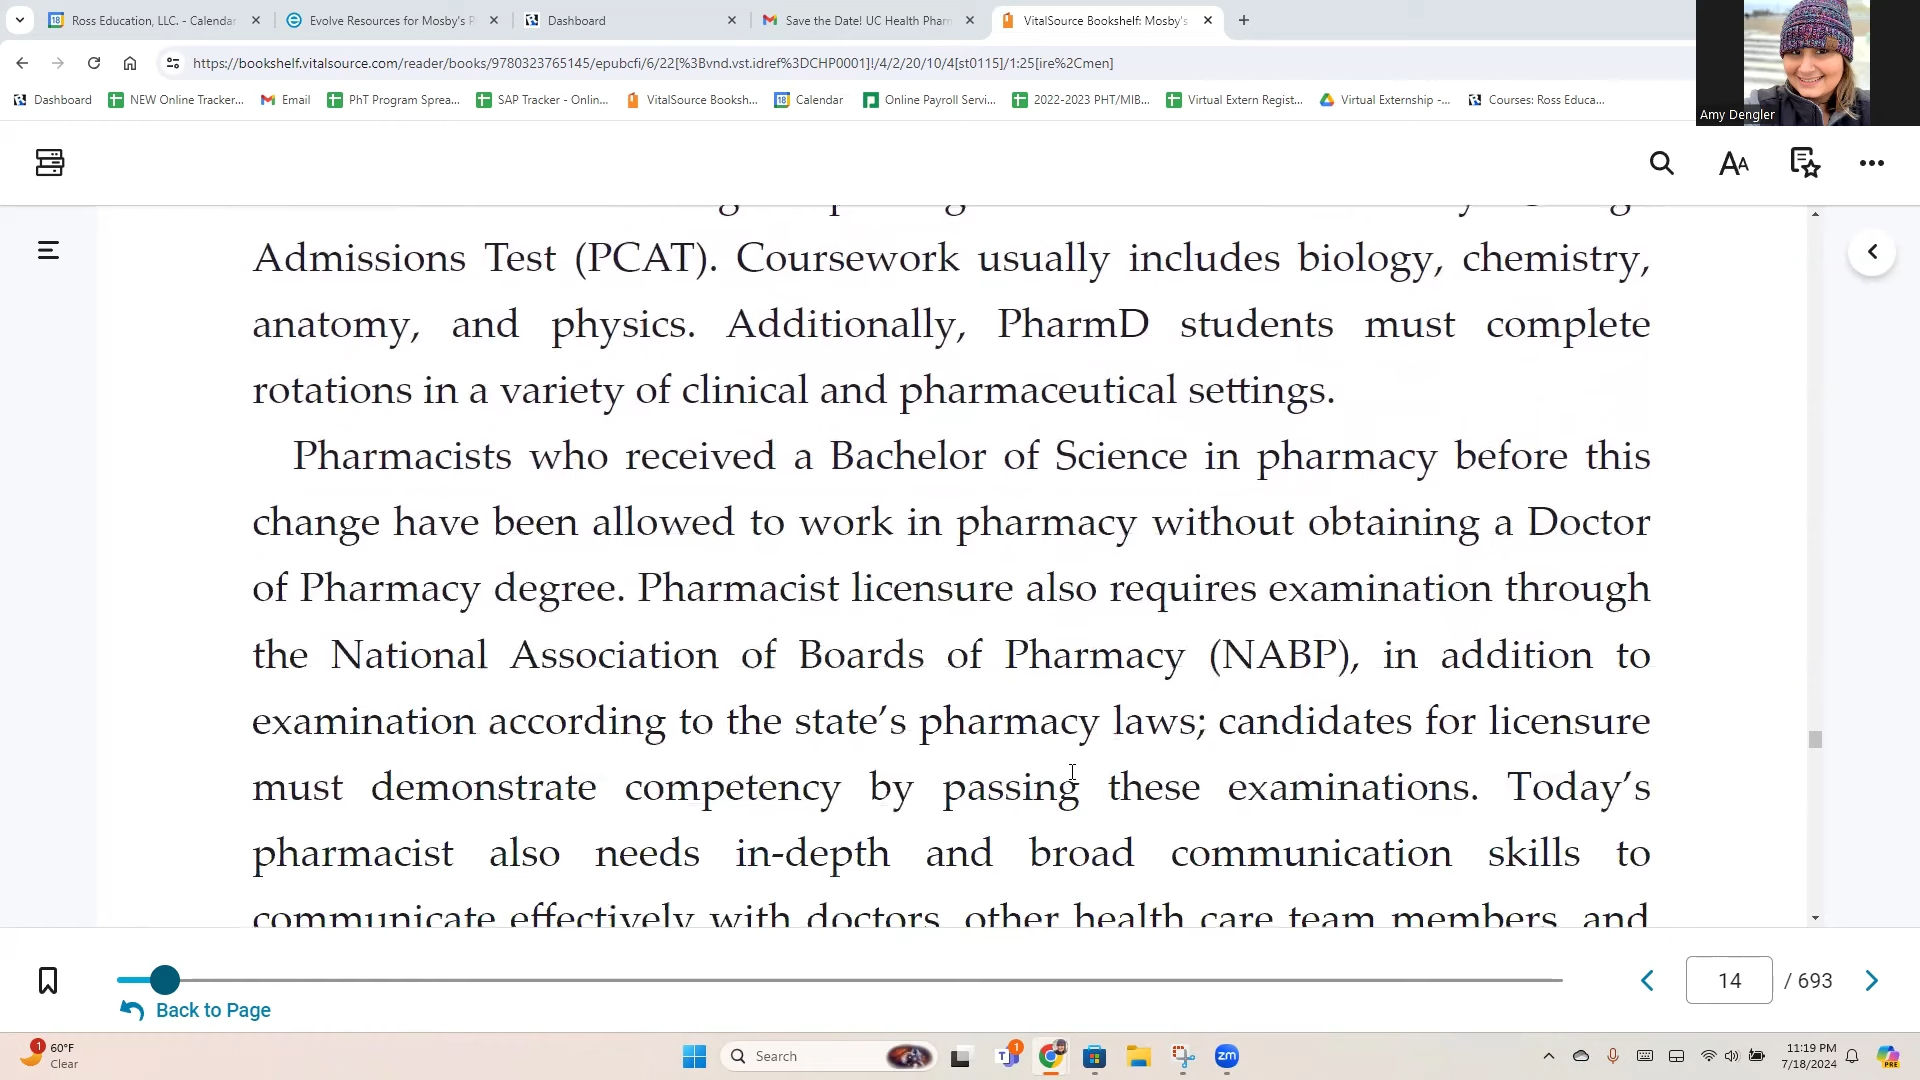 Ross Education, LLC. - Calendar
Evolve Resources for Mosby's P
Dashboard
Save the Date! UC Health Pharm
VitalSource Bookshelf: Mosby's
https://bookshelf.vitalsource.com/reader/books/9780323765145/epubcfi/6/22[%3Bvnd.vst.idref%3DCHP0001]!/4/2/20/10/4[st0115]/1:25[ire%2Cmen]
Dashboard
NEW Online Tracker...
Email
PhT Program Sprea...
SAP Tracker - Onlin...
VitalSource Booksh...
Calendar
Online Payroll Servi...
2022-2023 PHT/MIB...
Virtual Extern Regist...
Virtual Externship -...
Courses: Ross Educa...
Amy Dengler
Admissions Test (PCAT). Coursework usually includes biology, chemistry,
anatomy, and physics. Additionally, PharmD students must complete
rotations in a variety of clinical and pharmaceutical settings.
Pharmacists who received a Bachelor of Science in pharmacy before this
change have been allowed to work in pharmacy without obtaining a Doctor
of Pharmacy degree. Pharmacist licensure also requires examination through
the National Association of Boards of Pharmacy (NABP), in addition to
examination according to the state’s pharmacy laws; candidates for licensure
must demonstrate competency by passing these examinations. Today’s
pharmacist also needs in-depth and broad communication skills to
communicate effectively with doctors, other health care team members, and
14 / 693
Back to Page
60°F
Clear
Search
11:19 PM
7/18/2024